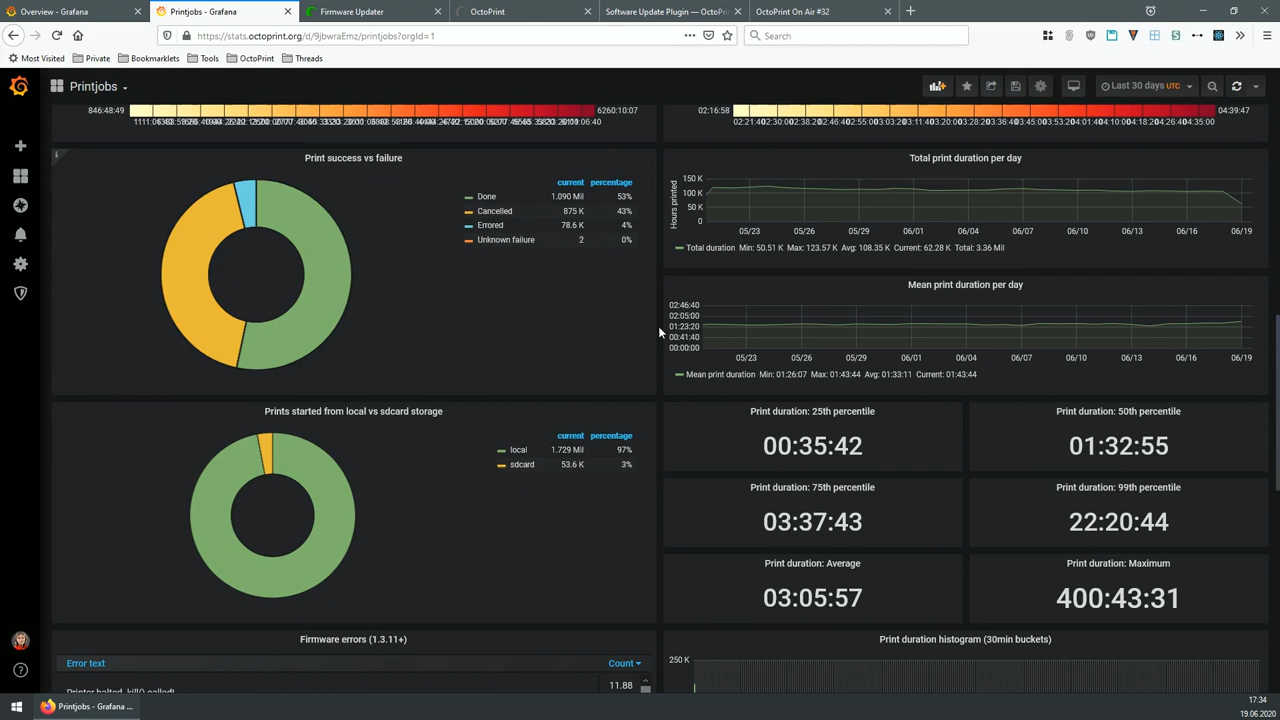 Overview - Grafana
Printjobs - Grafana
Firmware Updater
OctoPrint
Software Update Plugin — OctoPri
OctoPrint On Air #32
https://stats.octoprint.org/d/9jbwraEmz/printjobs?orgId=1
Search
Most Visited
Private
Bookmarklets
Tools
OctoPrint
Threads
Printjobs
Last 30 days UTC
846:48:49
6260:10:07
02:16:58
04:39:47
Print success vs failure
current percentage
Done 1.090 Mil 53%
Cancelled 875 K 43%
Errored 78.6 K 4%
Unknown failure 2 0%
Total print duration per day
Hours printed
150 K
100 K
50 K
0
05/23 05/26 05/29 06/01 06/04 06/07 06/10 06/13 06/16 06/19
Total duration Min: 50.51 K Max: 123.57 K Avg: 108.35 K Current: 62.28 K Total: 3.36 Mil
Mean print duration per day
02:46:40
02:05:00
01:23:20
00:41:40
00:00:00
05/23 05/26 05/29 06/01 06/04 06/07 06/10 06/13 06/16 06/19
Mean print duration Min: 01:26:07 Max: 01:43:44 Avg: 01:33:11 Current: 01:43:44
Prints started from local vs sdcard storage
current percentage
local 1.729 Mil 97%
sdcard 53.6 K 3%
Print duration: 25th percentile
00:35:42
Print duration: 50th percentile
01:32:55
Print duration: 75th percentile
03:37:43
Print duration: 99th percentile
22:20:44
Print duration: Average
03:05:57
Print duration: Maximum
400:43:31
Firmware errors (1.3.11+)
Error text Count
Printer halted. kill() called!
11.88
Print duration histogram (30min buckets)
250 K
Printjobs - Grafana ...
17:34
19.06.2020